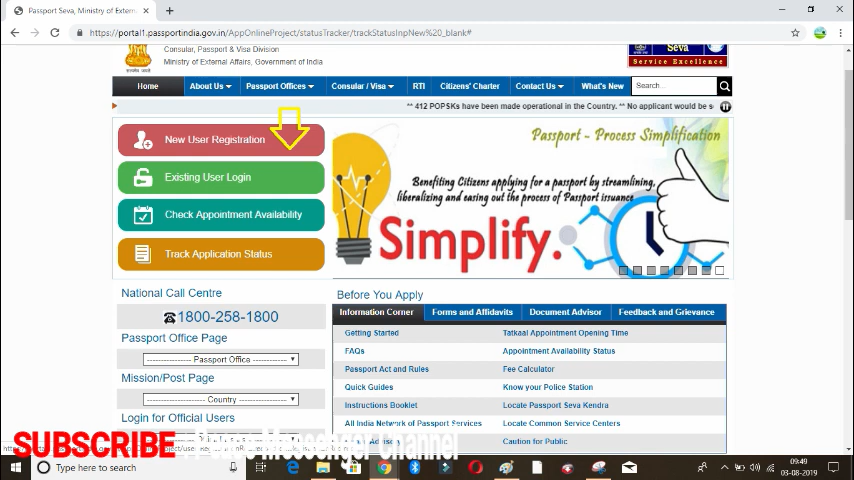 Passport Seva, Ministry of Extern
https://portal1.passportindia.gov.in/AppOnlineProject/statusTracker/trackStatusInpNew%20_blank#
Consular, Passport & Visa Division
Ministry of External Affairs, Government of India
Seva
Service Excellence
Home About Us Passport Offices Consular / Visa RTI Citizens' Charter Contact Us What's New Search...
** 412 POPSKs have been made operational in the Country. ** No applicant would be s
New User Registration
Existing User Login
Check Appointment Availability
Track Application Status
Passport - Process Simplification
Benefiting Citizens applying for a passport by streamlining,
liberalizing and easing out the process of Passport issuance
Simplify.
National Call Centre
1800-258-1800
Passport Office Page
---------------- Passport Office ------------
Mission/Post Page
-------------------- Country -----------------
Login for Official Users
Before You Apply
Information Corner Forms and Affidavits Document Advisor Feedback and Grievance
Getting Started Tatkaal Appointment Opening Time
FAQs Appointment Availability Status
Passport Act and Rules Fee Calculator
Quick Guides Know your Police Station
Instructions Booklet Locate Passport Seva Kendra
All India Network of Passport Services Locate Common Service Centers
Caution for Public
SUBSCRIBE
Messenger Channel
Type here to search
09:49
03-08-2019